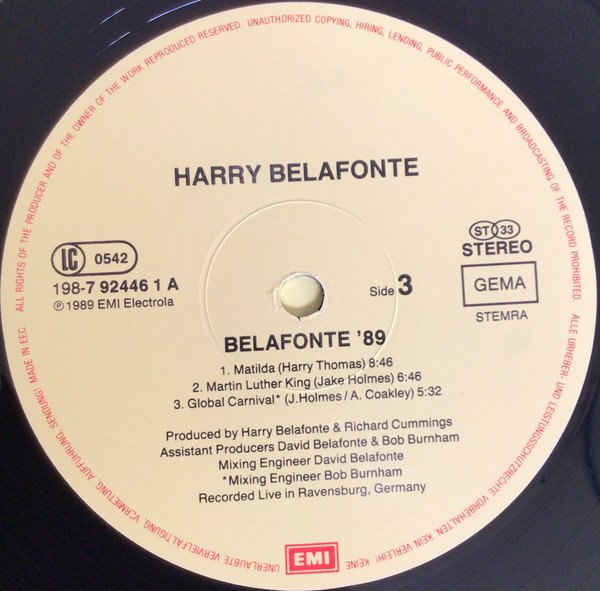 ALL RIGHTS OF THE PRODUCER AND OF THE OWNER OF THE WORK REPRODUCED RESERVED. UNAUTHORIZED COPYING, HIRING, LENDING, PUBLIC PERFORMANCE AND BROADCASTING OF THE RECORD PROHIBITED.
ALLE URHEBER- UND LEISTUNGSSCHUTZRECHTE VORBEHALTEN. KEIN VERLEIH! KEINE UNERLAUBTE VERVIELFÄLTIGUNG, VERMIETUNG, AUFFÜHRUNG, SENDUNG! MADE IN EEC.
HARRY BELAFONTE
LC 0542
198-7 92446 1 A
℗ 1989 EMI Electrola
ST 33
STEREO
GEMA
STEMRA
Side 3
BELAFONTE '89
1. Matilda (Harry Thomas) 8:46
2. Martin Luther King (Jake Holmes) 6:46
3. Global Carnival* (J.Holmes / A. Coakley) 5:32
Produced by Harry Belafonte & Richard Cummings
Assistant Producers David Belafonte & Bob Burnham
Mixing Engineer David Belafonte
*Mixing Engineer Bob Burnham
Recorded Live in Ravensburg, Germany
EMI